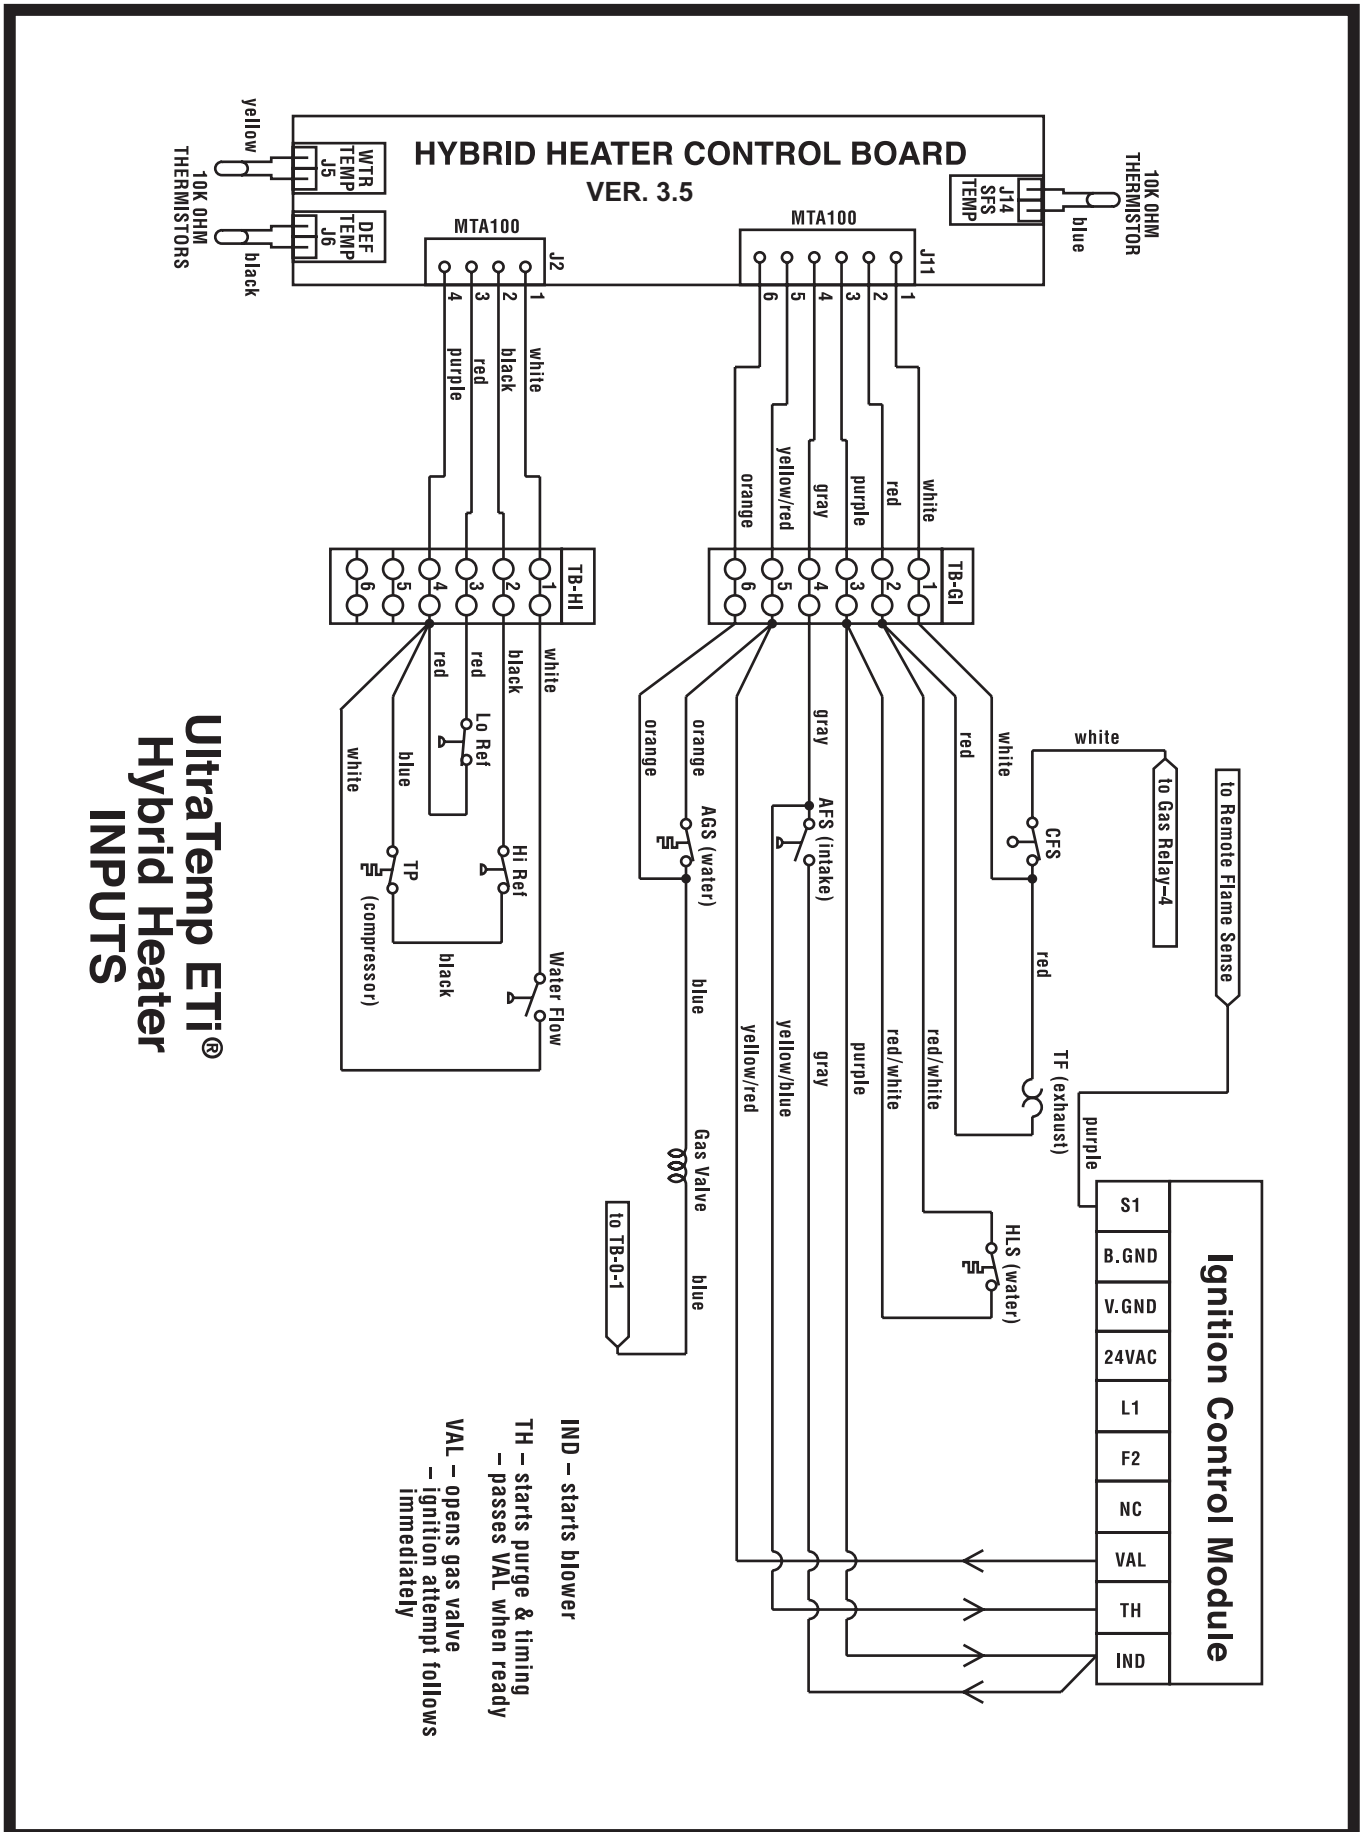 HYBRID HEATER CONTROL BOARD
VER. 3.5
yellow
WTR
TEMP
J5
10K OHM
THERMISTORS
DEF
TEMP
J6
black
MTA100
J2
4
3
2
1
MTA100
J11
6
5
4
3
2
1
J14
SFS
TEMP
blue
10K OHM
THERMISTOR
purple
red
black
white
orange
yellow/red
gray
purple
red
white
TB-HI
6
5
4
3
2
1
TB-GI
6
5
4
3
2
1
white
blue
red
red
black
white
Lo Ref
Hi Ref
TP
(compressor)
black
Water Flow
orange
orange
gray
red
white
white
AGS (water)
AFS (intake)
CFS
to Gas Relay–4
to Remote Flame Sense
blue
yellow/red
yellow/blue
gray
purple
red/white
red/white
red
TF (exhaust)
purple
Gas Valve
blue
to TB-0-1
HLS (water)
Ignition Control Module
S1
B.GND
V.GND
24VAC
L1
F2
NC
VAL
TH
IND
IND – starts blower
TH – starts purge & timing
– passes VAL when ready
VAL – opens gas valve
– ignition attempt follows
immediately
UltraTemp ETi®
Hybrid Heater
INPUTS